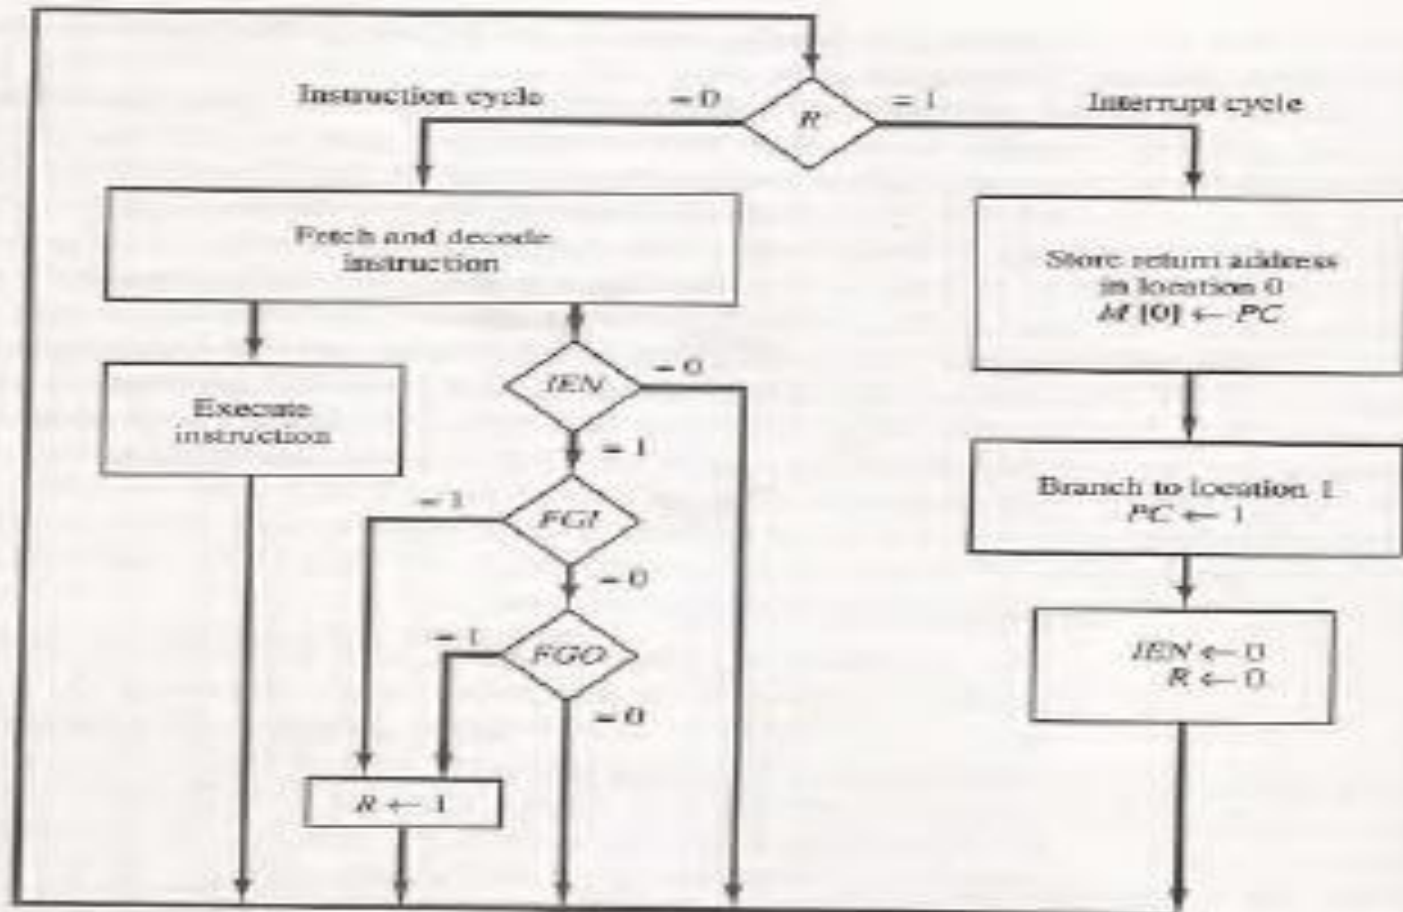 Instruction cycle
= 0
R
= 1
Interrupt cycle
Fetch and decode
instruction
Store return address
in location 0
M [0] ← PC
IEN
= 0
Execute
instruction
= 1
= 1
FGI
Branch to location 1
PC ← 1
= 0
= 1
FGO
IEN ← 0
R ← 0
= 0
R ← 1